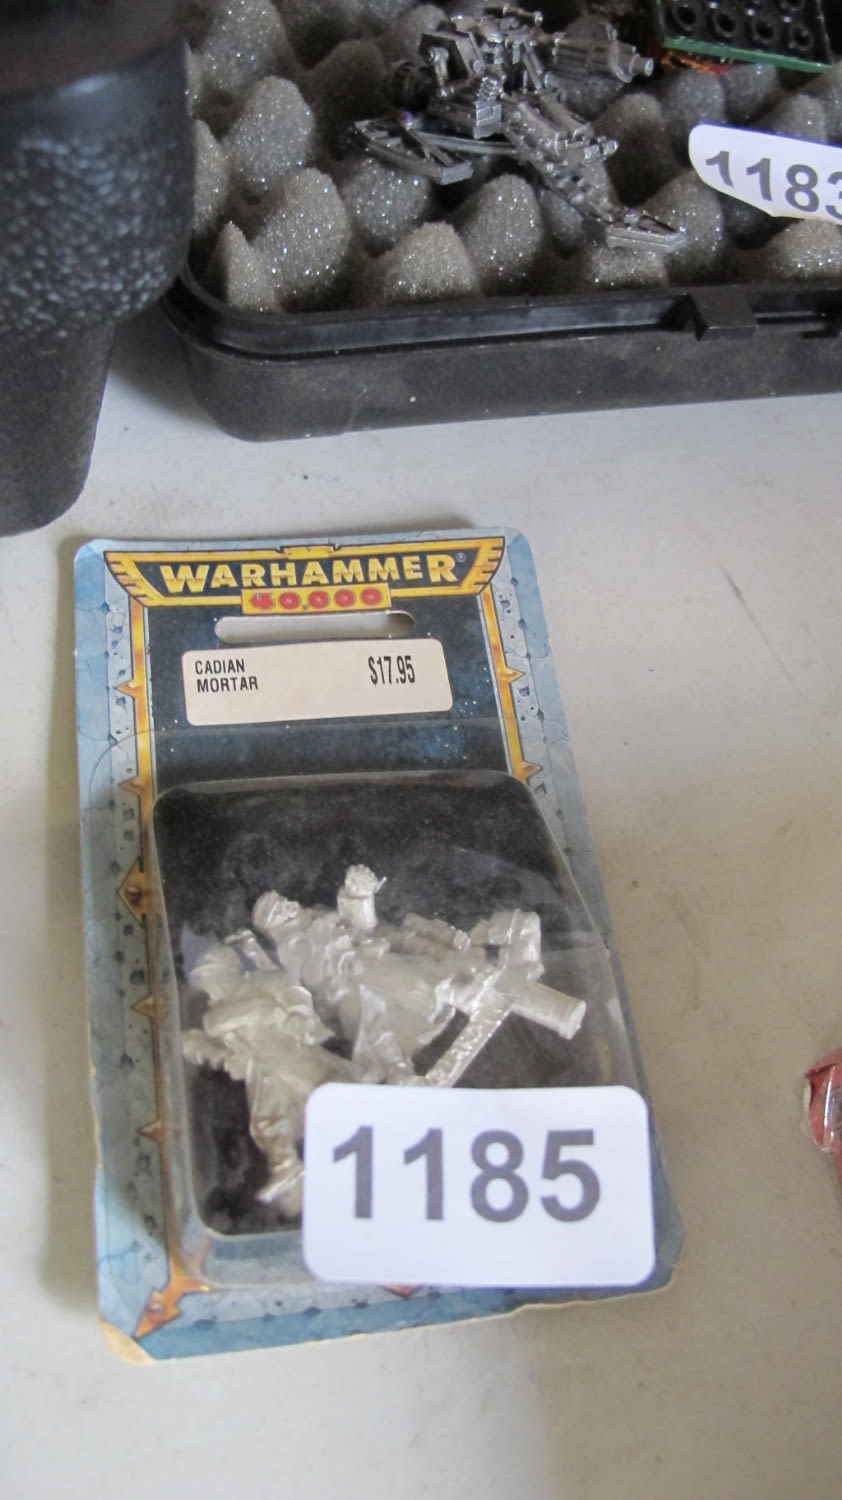 1183
WARHAMMER®
40,000
CADIAN $17.95
MORTAR
1185